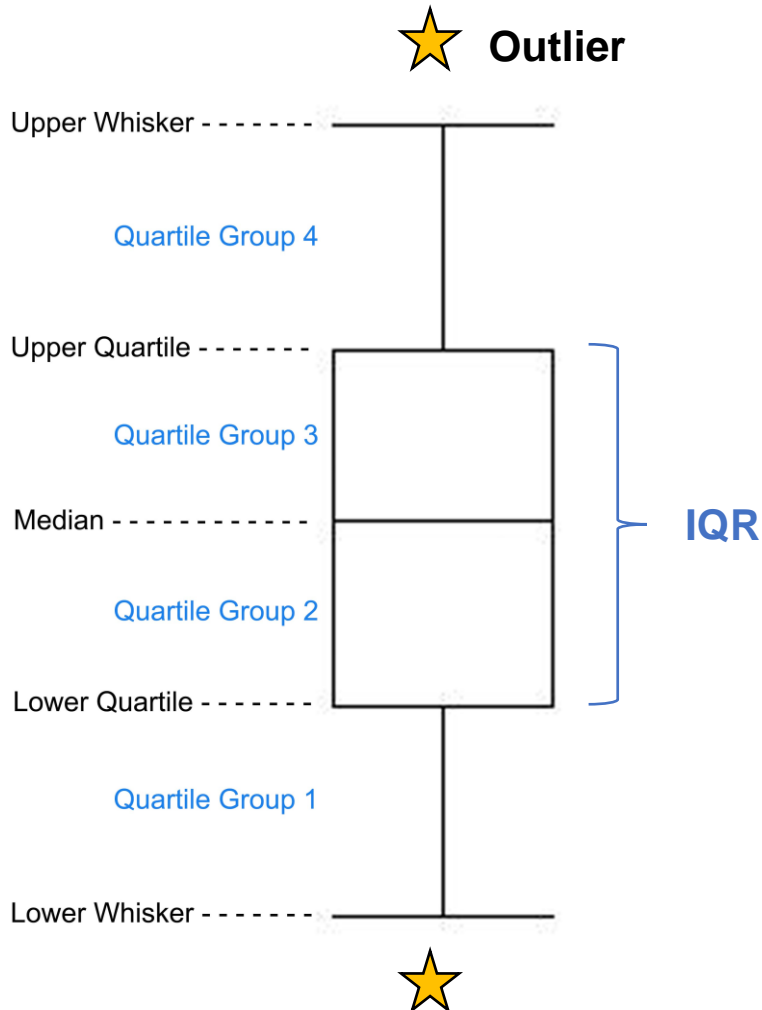 Outlier
Upper Whisker - - - - - - -
Quartile Group 4
Upper Quartile - - - - - - -
Quartile Group 3
Median - - - - - - - - - - - -
IQR
Quartile Group 2
Lower Quartile - - - - - - -
Quartile Group 1
Lower Whisker - - - - - - -